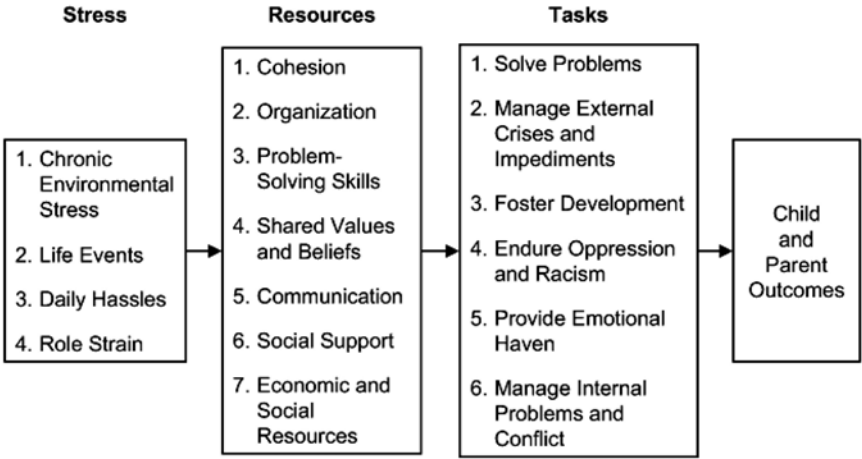 Stress
1. Chronic
Environmental
Stress
2. Life Events
3. Daily Hassles
4. Role Strain
Resources
1. Cohesion
2. Organization
3. Problem-
Solving Skills
4. Shared Values
and Beliefs
5. Communication
6. Social Support
7. Economic and
Social
Resources
Tasks
1. Solve Problems
2. Manage External
Crises and
Impediments
3. Foster Development
4. Endure Oppression
and Racism
5. Provide Emotional
Haven
6. Manage Internal
Problems and
Conflict
Child
and
Parent
Outcomes